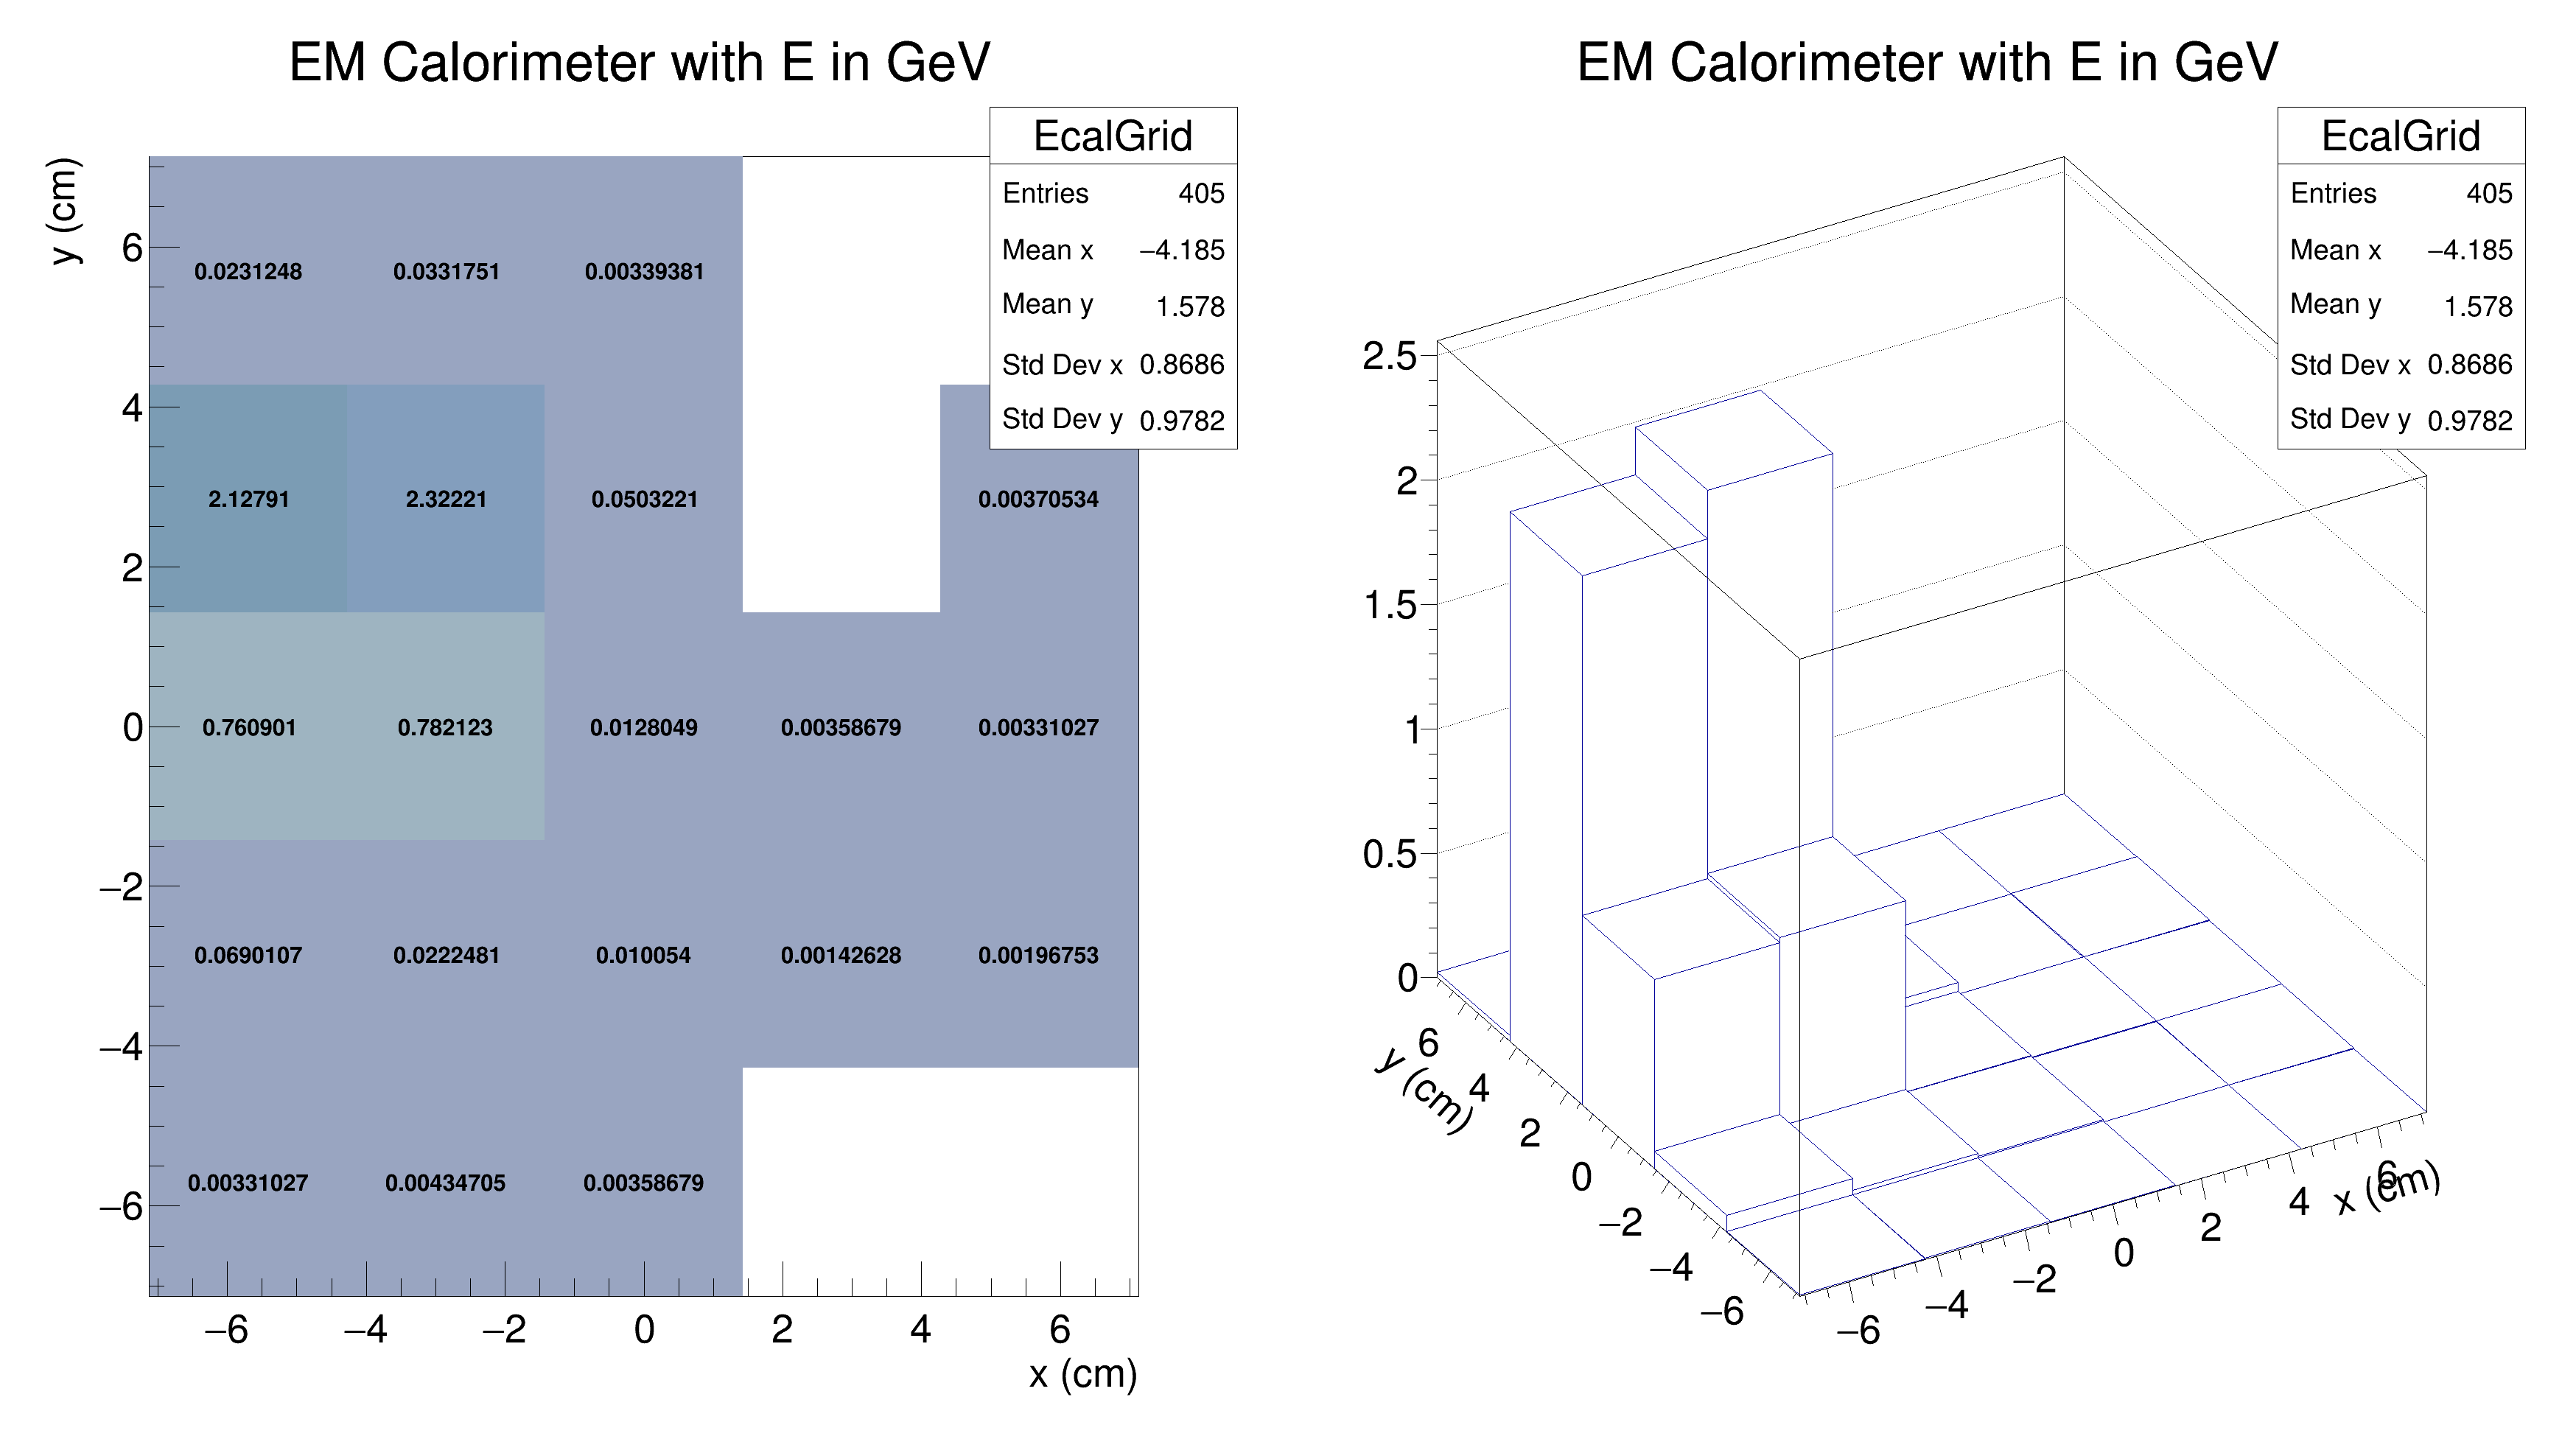 EM Calorimeter with E in GeV
EcalGrid
Entries 405
Mean x −4.185
Mean y 1.578
Std Dev x 0.8686
Std Dev y 0.9782
y (cm)
6
4
2
0
−2
−4
−6
0.0231248 0.0331751 0.00339381
2.12791 2.32221 0.0503221 0.00370534
0.760901 0.782123 0.0128049 0.00358679 0.00331027
0.0690107 0.0222481 0.010054 0.00142628 0.00196753
0.00331027 0.00434705 0.00358679
−6 −4 −2 0 2 4 6
x (cm)
EM Calorimeter with E in GeV
EcalGrid
Entries 405
Mean x −4.185
Mean y 1.578
Std Dev x 0.8686
Std Dev y 0.9782
2.5
2
1.5
1
0.5
0
y (cm)
6
4
2
0
−2
−4
−6
−6 −4 −2 0 2 4 6
x (cm)